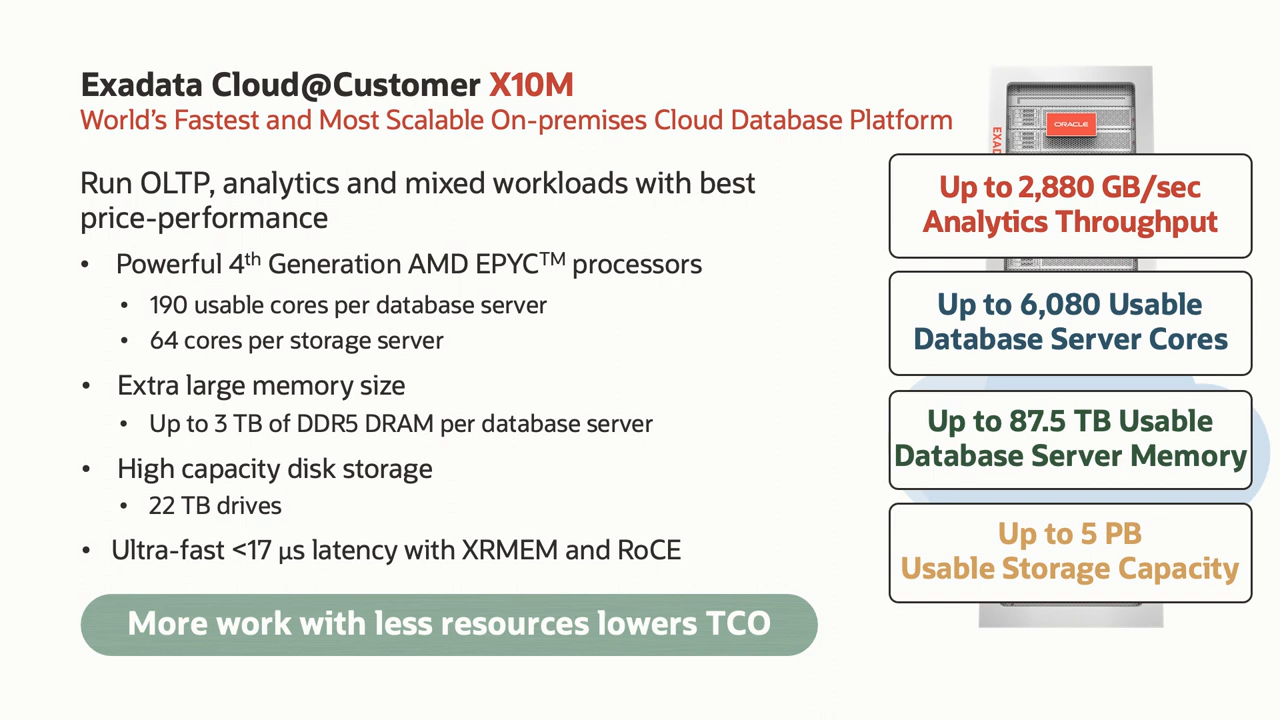 Exadata Cloud@Customer X10M
World's Fastest and Most Scalable On-premises Cloud Database Platform
Run OLTP, analytics and mixed workloads with best
price-performance
• Powerful 4th Generation AMD EPYC™ processors
• 190 usable cores per database server
• 64 cores per storage server
• Extra large memory size
• Up to 3 TB of DDR5 DRAM per database server
• High capacity disk storage
• 22 TB drives
• Ultra-fast <17 µs latency with XRMEM and RoCE
More work with less resources lowers TCO
ORACLE
EXAD
Up to 2,880 GB/sec
Analytics Throughput
Up to 6,080 Usable
Database Server Cores
Up to 87.5 TB Usable
Database Server Memory
Up to 5 PB
Usable Storage Capacity